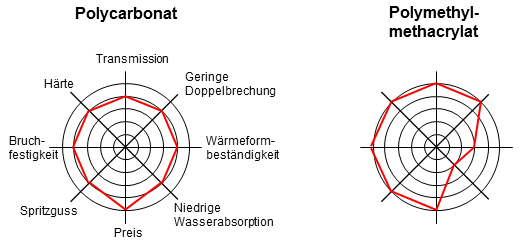 Polycarbonat
Polymethyl-
methacrylat
Transmission
Härte
Geringe
Doppelbrechung
Bruch-
festigkeit
Wärmeform-
beständigkeit
Spritzguss
Niedrige
Wasserabsorption
Preis